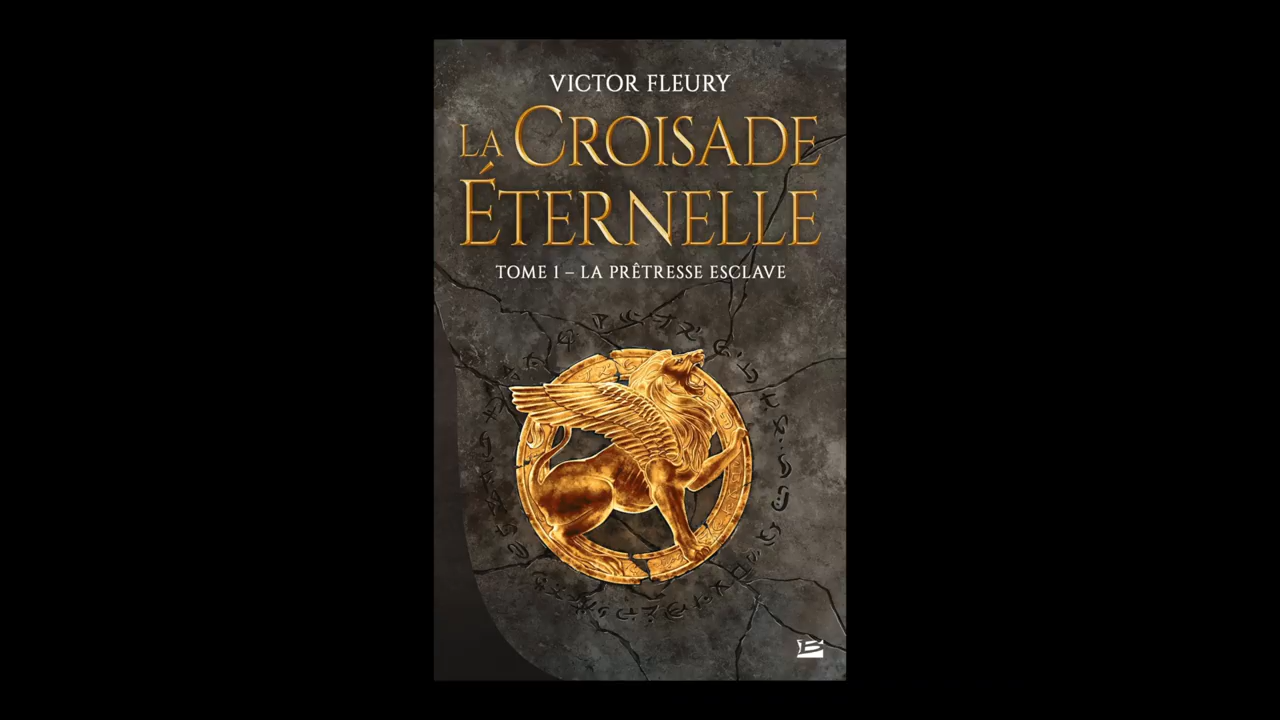 VICTOR FLEURY
LA CROISADE
ÉTERNELLE
TOME 1 – LA PRÊTRESSE ESCLAVE